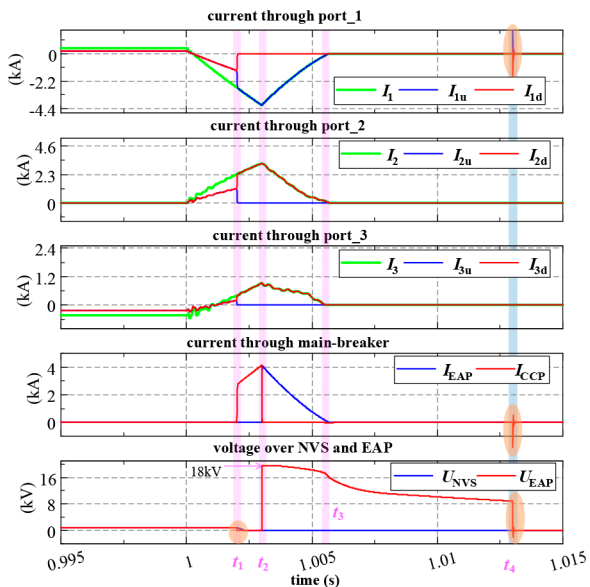 current through port_1
0
-2.2
-4.4
(kA)
I1 I1u I1d
current through port_2
4.6
2.3
0
(kA)
I2 I2u I2d
current through port_3
2.4
1.2
0
(kA)
I3 I3u I3d
current through main-breaker
4
2
0
(kA)
IEAP ICCP
voltage over NVS and EAP
16
8
0
(kV)
18kV
UNVS UEAP
t1 t2 t3 t4
0.995 1 1.005 1.01 1.015
time (s)